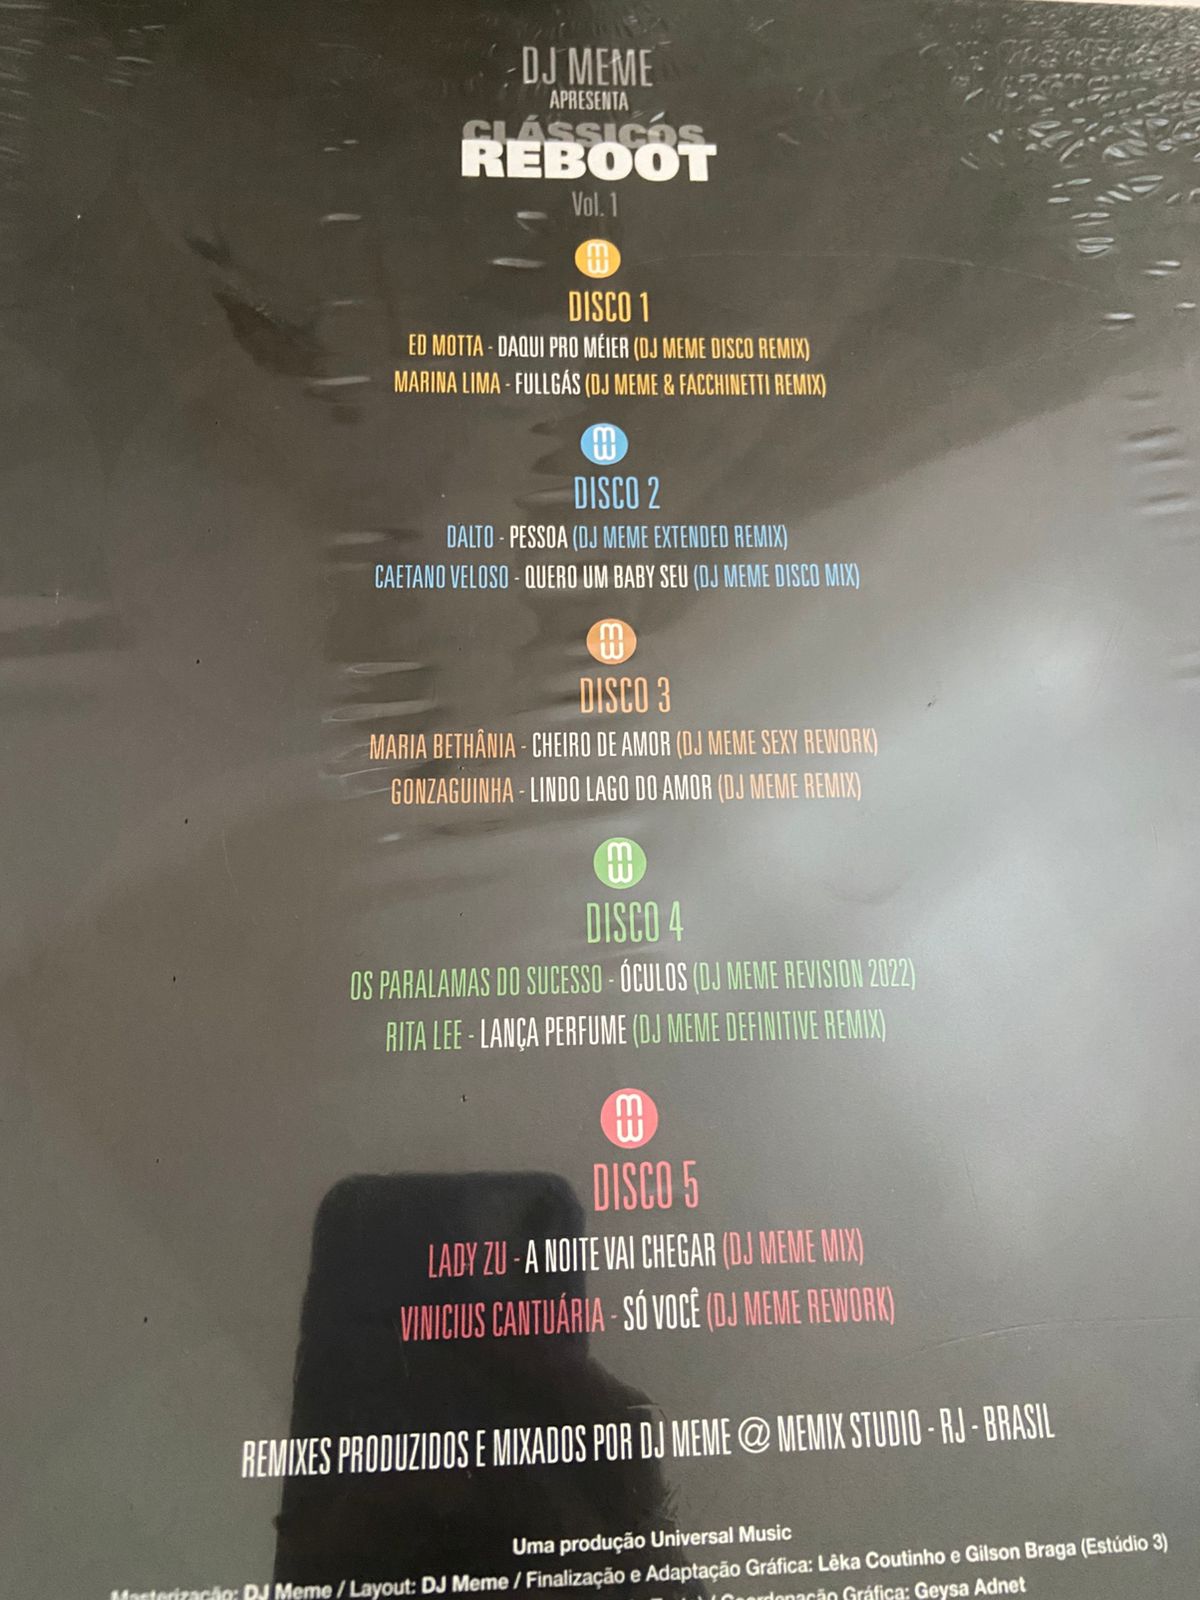 DJ MEME
APRESENTA
CLÁSSICOS
REBOOT
Vol. 1
DISCO 1
ED MOTTA - DAQUI PRO MÉIER (DJ MEME DISCO REMIX)
MARINA LIMA - FULLGÁS (DJ MEME & FACCHINETTI REMIX)
DISCO 2
DALTO - PESSOA (DJ MEME EXTENDED REMIX)
CAETANO VELOSO - QUERO UM BABY SEU (DJ MEME DISCO MIX)
DISCO 3
MARIA BETHÂNIA - CHEIRO DE AMOR (DJ MEME SEXY REWORK)
GONZAGUINHA - LINDO LAGO DO AMOR (DJ MEME REMIX)
DISCO 4
OS PARALAMAS DO SUCESSO - ÓCULOS (DJ MEME REVISION 2022)
RITA LEE - LANÇA PERFUME (DJ MEME DEFINITIVE REMIX)
DISCO 5
LADY ZU - A NOITE VAI CHEGAR (DJ MEME MIX)
VINICIUS CANTUÁRIA - SÓ VOCÊ (DJ MEME REWORK)
REMIXES PRODUZIDOS E MIXADOS POR DJ MEME @ MEMIX STUDIO - RJ - BRASIL
Uma produção Universal Music
Masterização: DJ Meme / Layout: DJ Meme / Finalização e Adaptação Gráfica: Lêka Coutinho e Gilson Braga (Estúdio 3)
/ Coordenação Gráfica: Geysa Adnet